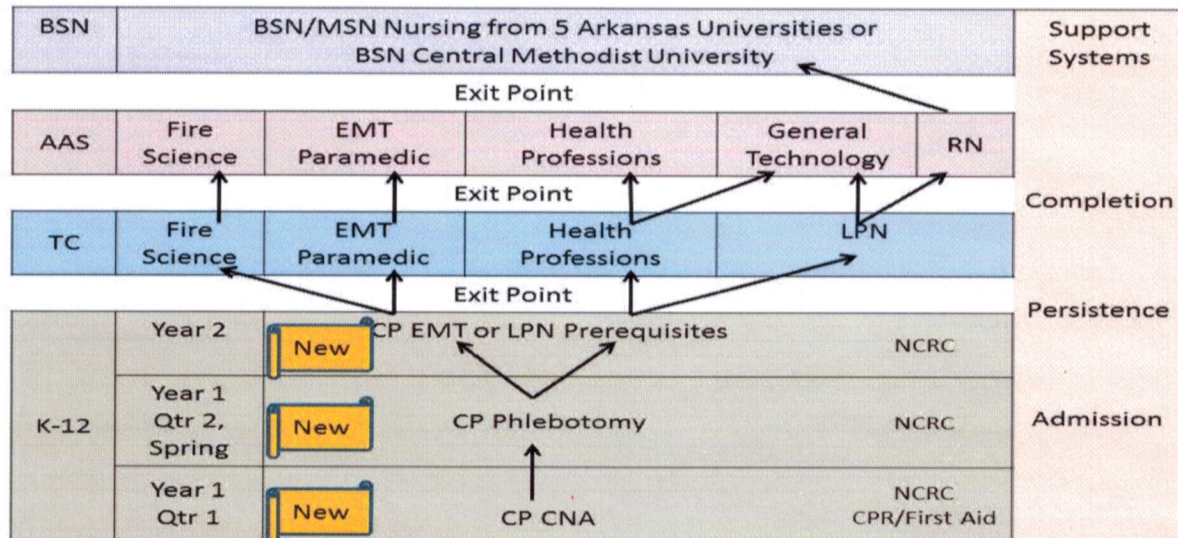 BSN
BSN/MSN Nursing from 5 Arkansas Universities or
BSN Central Methodist University
Support
Systems
Exit Point
AAS
Fire
Science
EMT
Paramedic
Health
Professions
General
Technology
RN
Exit Point
Completion
TC
Fire
Science
EMT
Paramedic
Health
Professions
LPN
Exit Point
Persistence
K-12
Year 2
New
CP EMT or LPN Prerequisites
NCRC
Year 1
Qtr 2,
Spring
New
CP Phlebotomy
NCRC
Admission
Year 1
Qtr 1
New
CP CNA
NCRC
CPR/First Aid